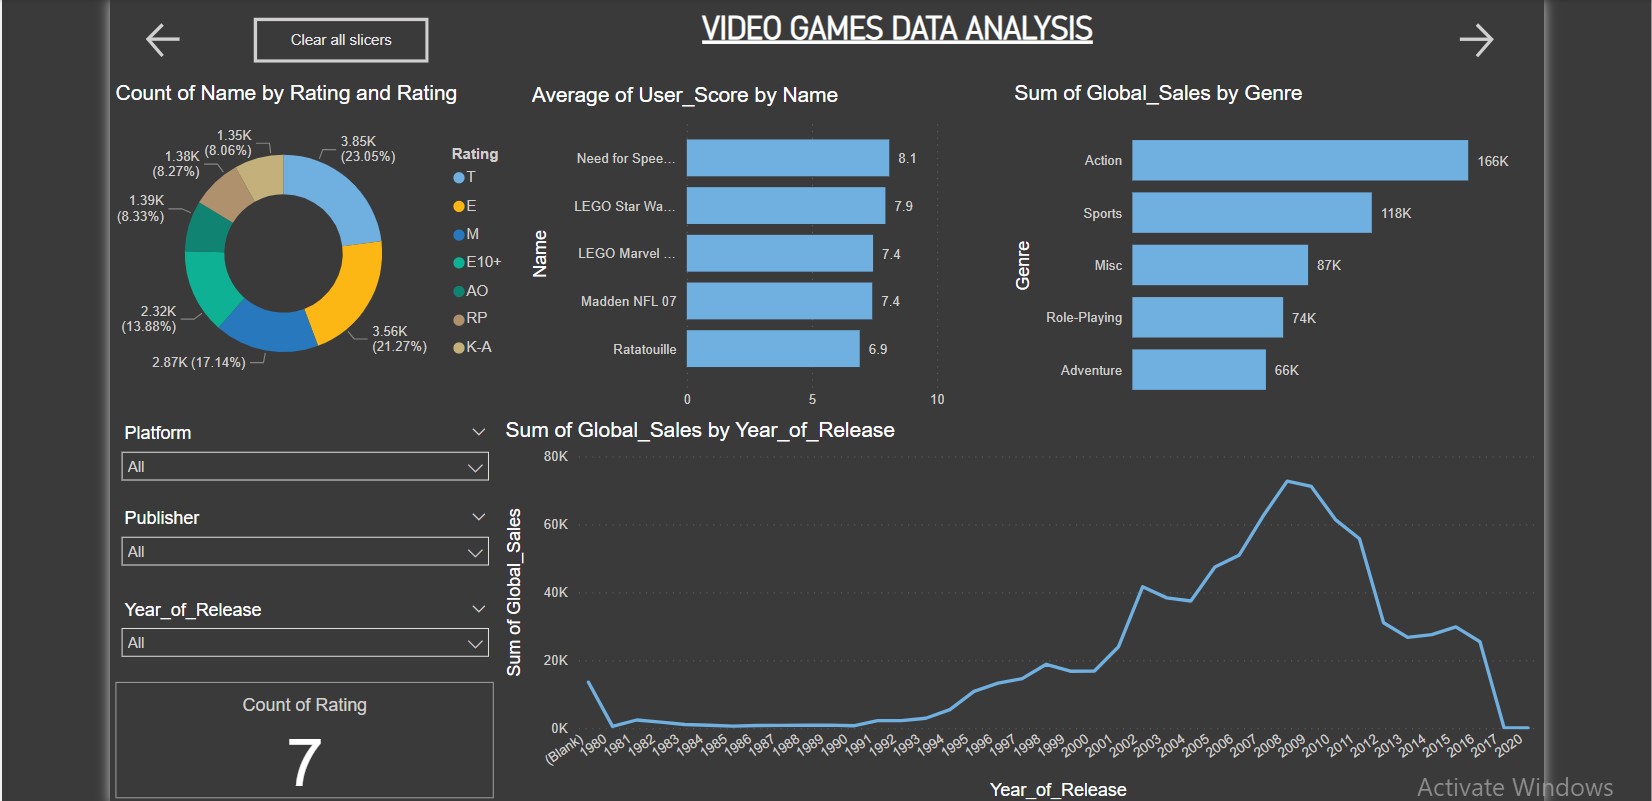 Clear all slicers
VIDEO GAMES DATA ANALYSIS
Count of Name by Rating and Rating
1.35K
(8.06%)
1.38K
(8.27%)
1.39K
(8.33%)
2.32K
(13.88%)
2.87K (17.14%)
3.85K
(23.05%)
3.56K
(21.27%)
Rating
T
E
M
E10+
AO
RP
K-A
Average of User_Score by Name
Name
Need for Spee... 8.1
LEGO Star Wa... 7.9
LEGO Marvel ... 7.4
Madden NFL 07 7.4
Ratatouille 6.9
0 5 10
Sum of Global_Sales by Genre
Genre
Action 166K
Sports 118K
Misc 87K
Role-Playing 74K
Adventure 66K
Platform
All
Publisher
All
Year_of_Release
All
Count of Rating
7
Sum of Global_Sales by Year_of_Release
Sum of Global_Sales
80K
60K
40K
20K
0K
(Blank) 1980 1981 1982 1983 1984 1985 1986 1987 1988 1989 1990 1991 1992 1993 1994 1995 1996 1997 1998 1999 2000 2001 2002 2003 2004 2005 2006 2007 2008 2009 2010 2011 2012 2013 2014 2015 2016 2017 2020
Year_of_Release
Activate Windows